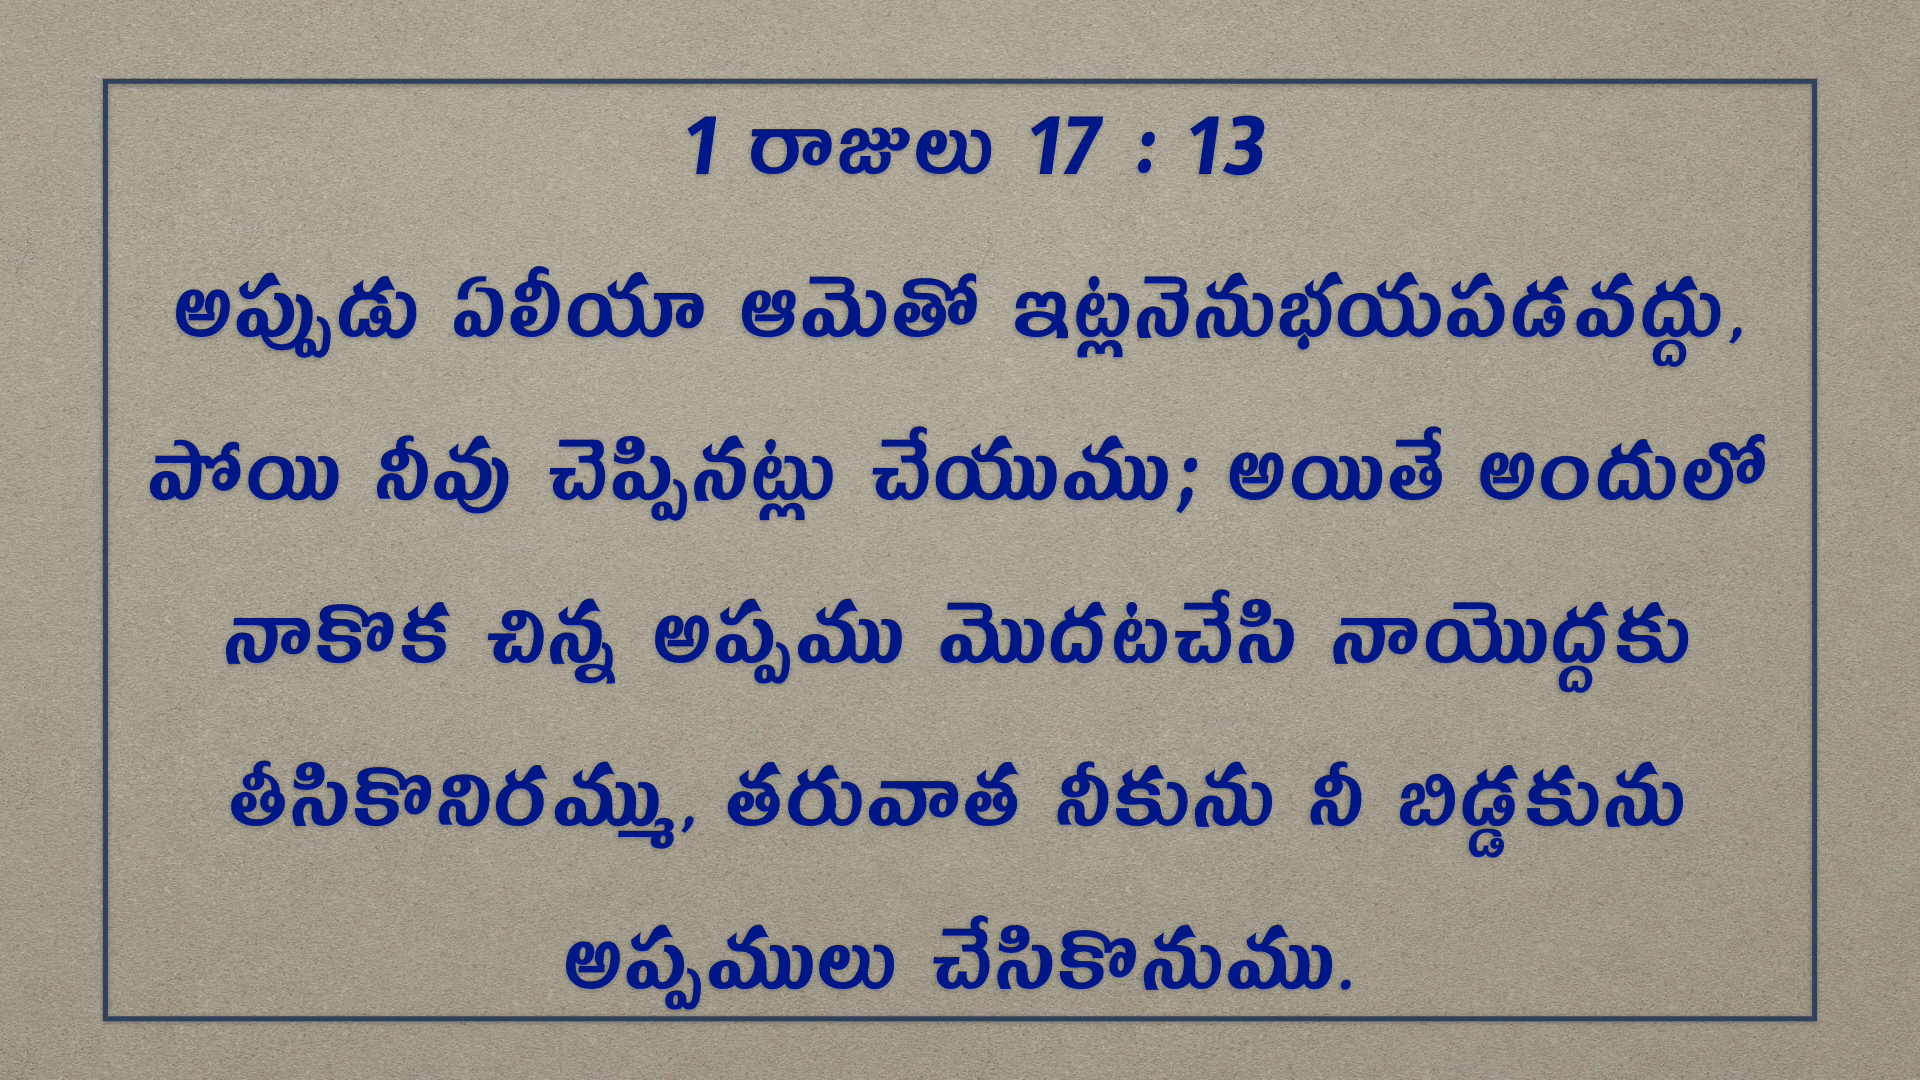 1 రాజులు 17 : 13
అప్పుడు ఏలీయా ఆమెతో ఇట్లనెనుభయపడవద్దు,
పోయి నీవు చెప్పినట్లు చేయుము; అయితే అందులో
నాకొక చిన్న అప్పము మొదటచేసి నాయొద్దకు
తీసికొనిరమ్ము, తరువాత నీకును నీ బిడ్డకును
అప్పములు చేసికొనుము.